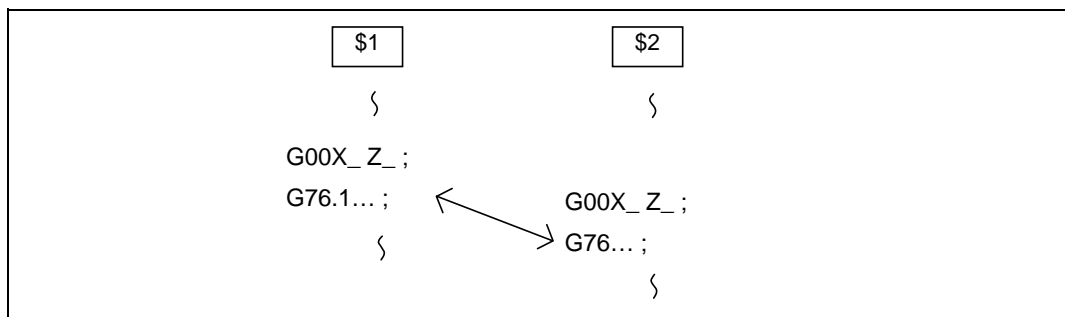 $1
$2
G00X_ Z_ ;
G76.1… ;
G00X_ Z_ ;
G76… ;